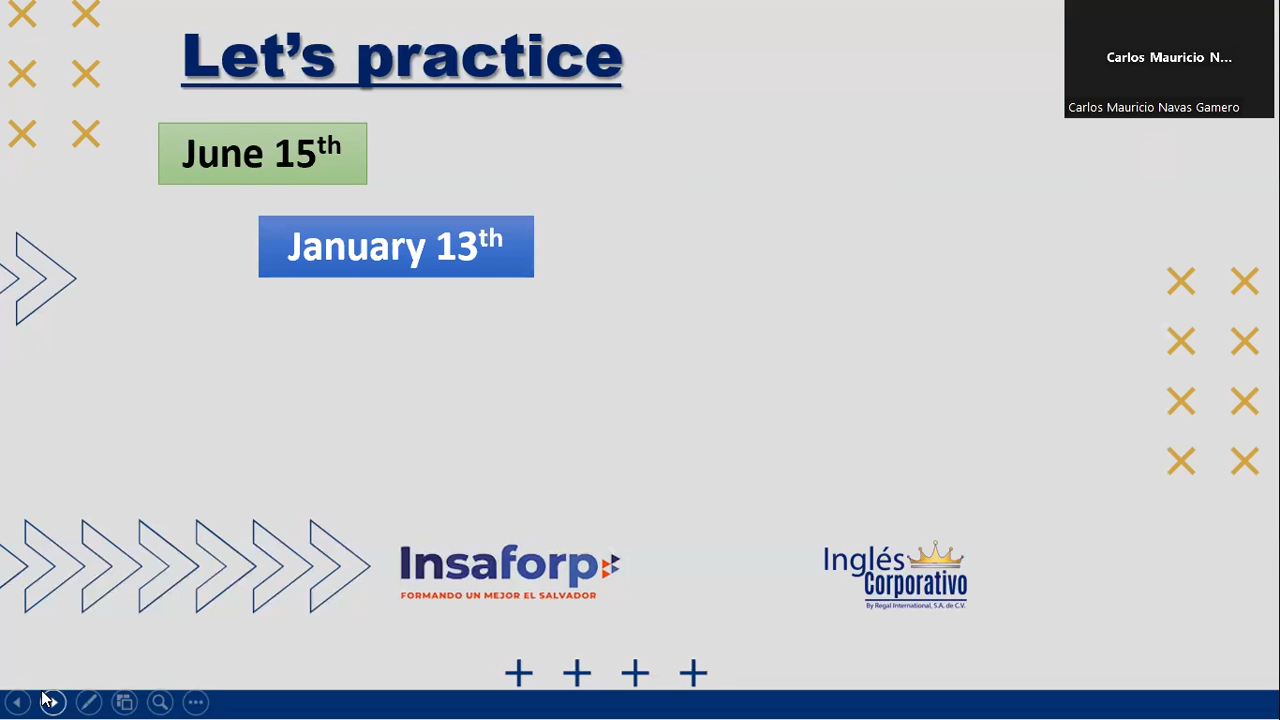 Let's practice
Carlos Mauricio N...
Carlos Mauricio Navas Gamero
June 15th
January 13th
Insaforp
FORMANDO UN MEJOR EL SALVADOR
Inglés
Corporativo
By Regal International, S.A. de C.V.